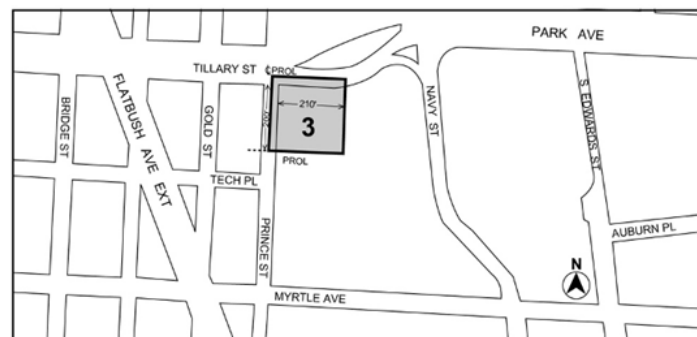 PARK AVE
TILLARY ST
℄ PROL
FLATBUSH AVE EXT
BRIDGE ST
GOLD ST
210'
200'
3
NAVY ST
S EDWARDS ST
PROL
TECH PL
PRINCE ST
AUBURN PL
N
MYRTLE AVE